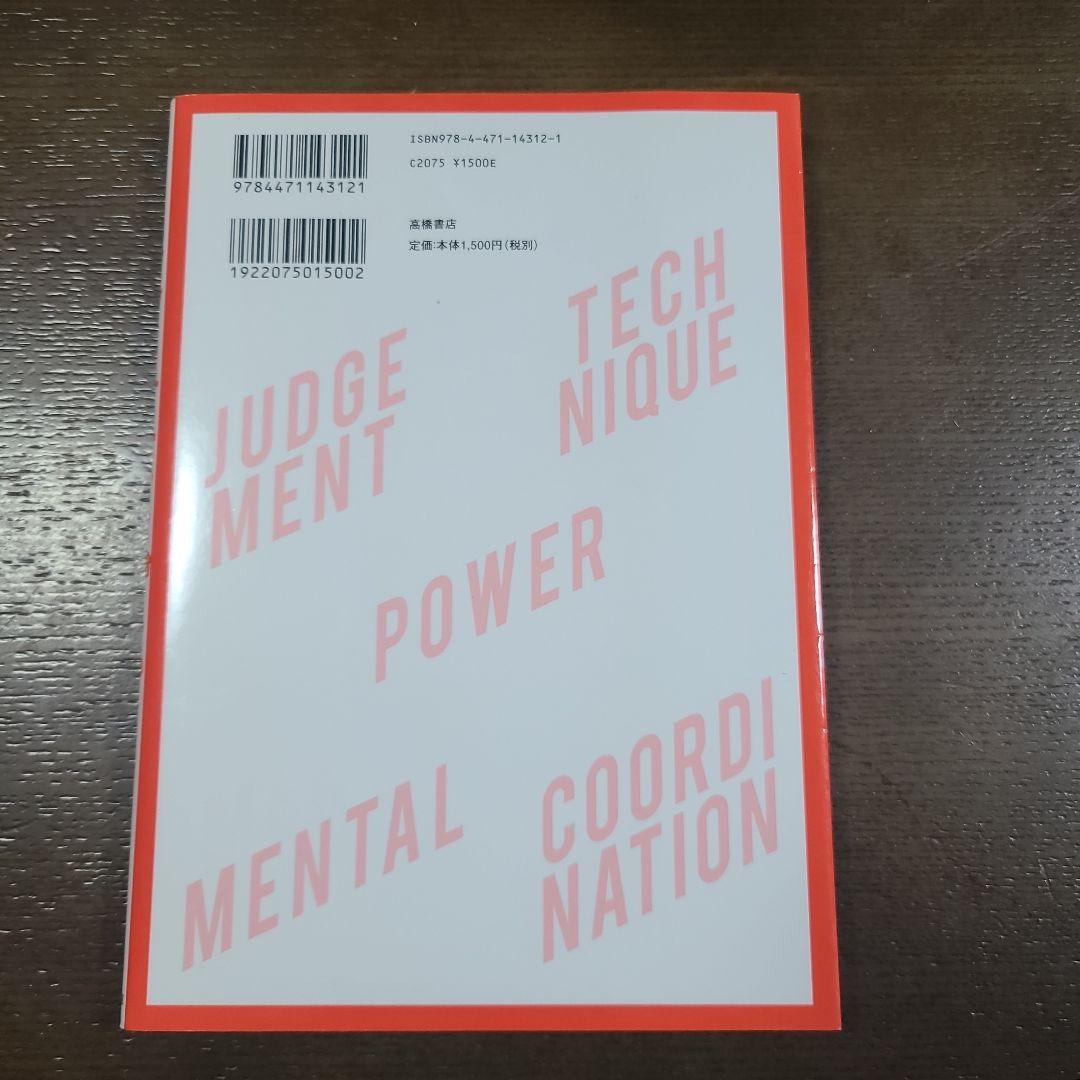 ISBN978-4-471-14312-1
C2075 ¥1500E
9784471143121
高橋書店
定価:本体1,500円(税別)
1922075015002
TECH
NIQUE
JUDGE
MENT
POWER
MENTAL
COORDI
NATION